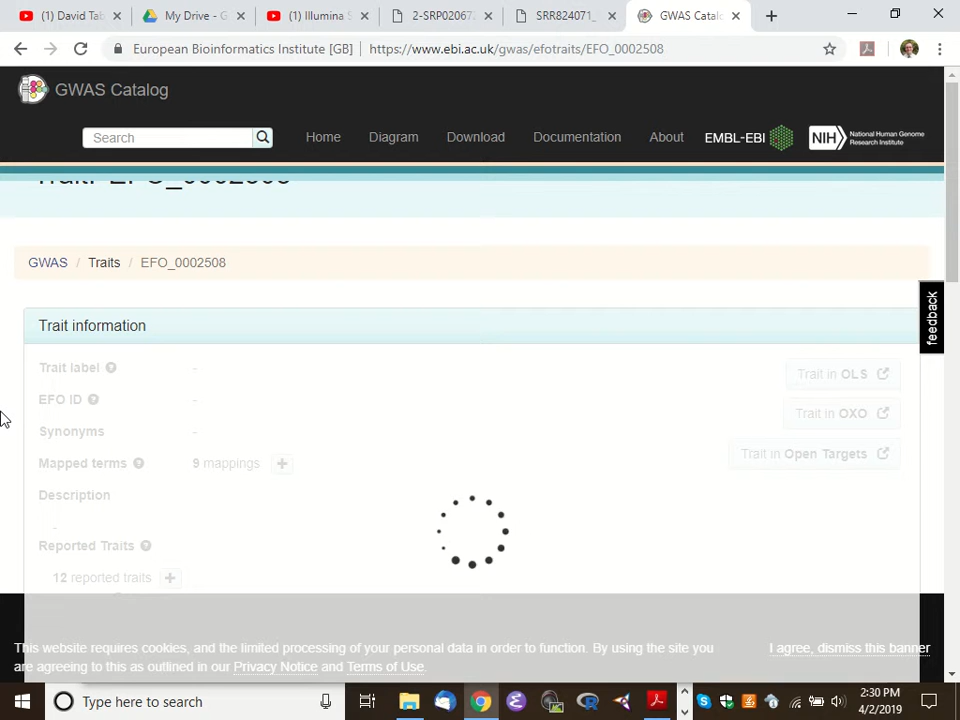 (1) David Tab
My Drive - G
(1) Illumina S
2-SRP02067
SRR824071_
GWAS Catal
European Bioinformatics Institute [GB]
https://www.ebi.ac.uk/gwas/efotraits/EFO_0002508
GWAS Catalog
Search
Home
Diagram
Download
Documentation
About
EMBL-EBI
NIH
National Human Genome
Research Institute
Trait: EFO_0002508
GWAS / Traits / EFO_0002508
feedback
Trait information
Trait label ? -
Trait in OLS
EFO ID ? -
Trait in OXO
Synonyms -
Trait in Open Targets
Mapped terms ? 9 mappings +
Description
-
Reported Traits ?
12 reported traits +
This website requires cookies, and the limited processing of your personal data in order to function. By using the site you
are agreeing to this as outlined in our Privacy Notice and Terms of Use.
I agree, dismiss this banner
Type here to search
2:30 PM
4/2/2019